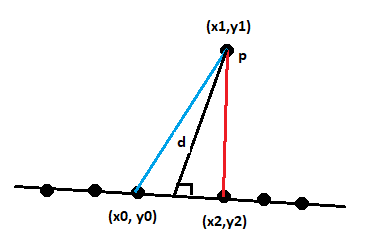 (x1,y1)
p
d
(x0, y0)
(x2,y2)